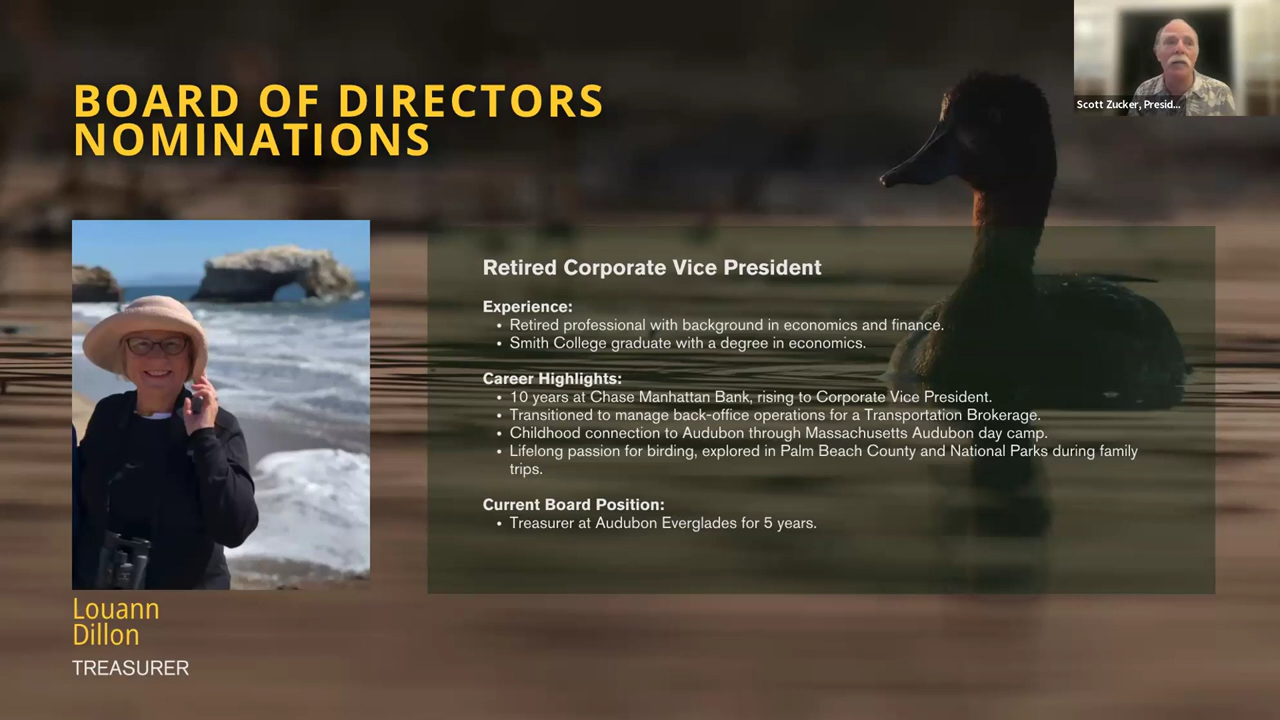 BOARD OF DIRECTORS
NOMINATIONS
Scott Zucker, Presid...
Retired Corporate Vice President
Experience:
• Retired professional with background in economics and finance.
• Smith College graduate with a degree in economics.
Career Highlights:
• 10 years at Chase Manhattan Bank, rising to Corporate Vice President.
• Transitioned to manage back-office operations for a Transportation Brokerage.
• Childhood connection to Audubon through Massachusetts Audubon day camp.
• Lifelong passion for birding, explored in Palm Beach County and National Parks during family
trips.
Current Board Position:
• Treasurer at Audubon Everglades for 5 years.
Louann
Dillon
TREASURER